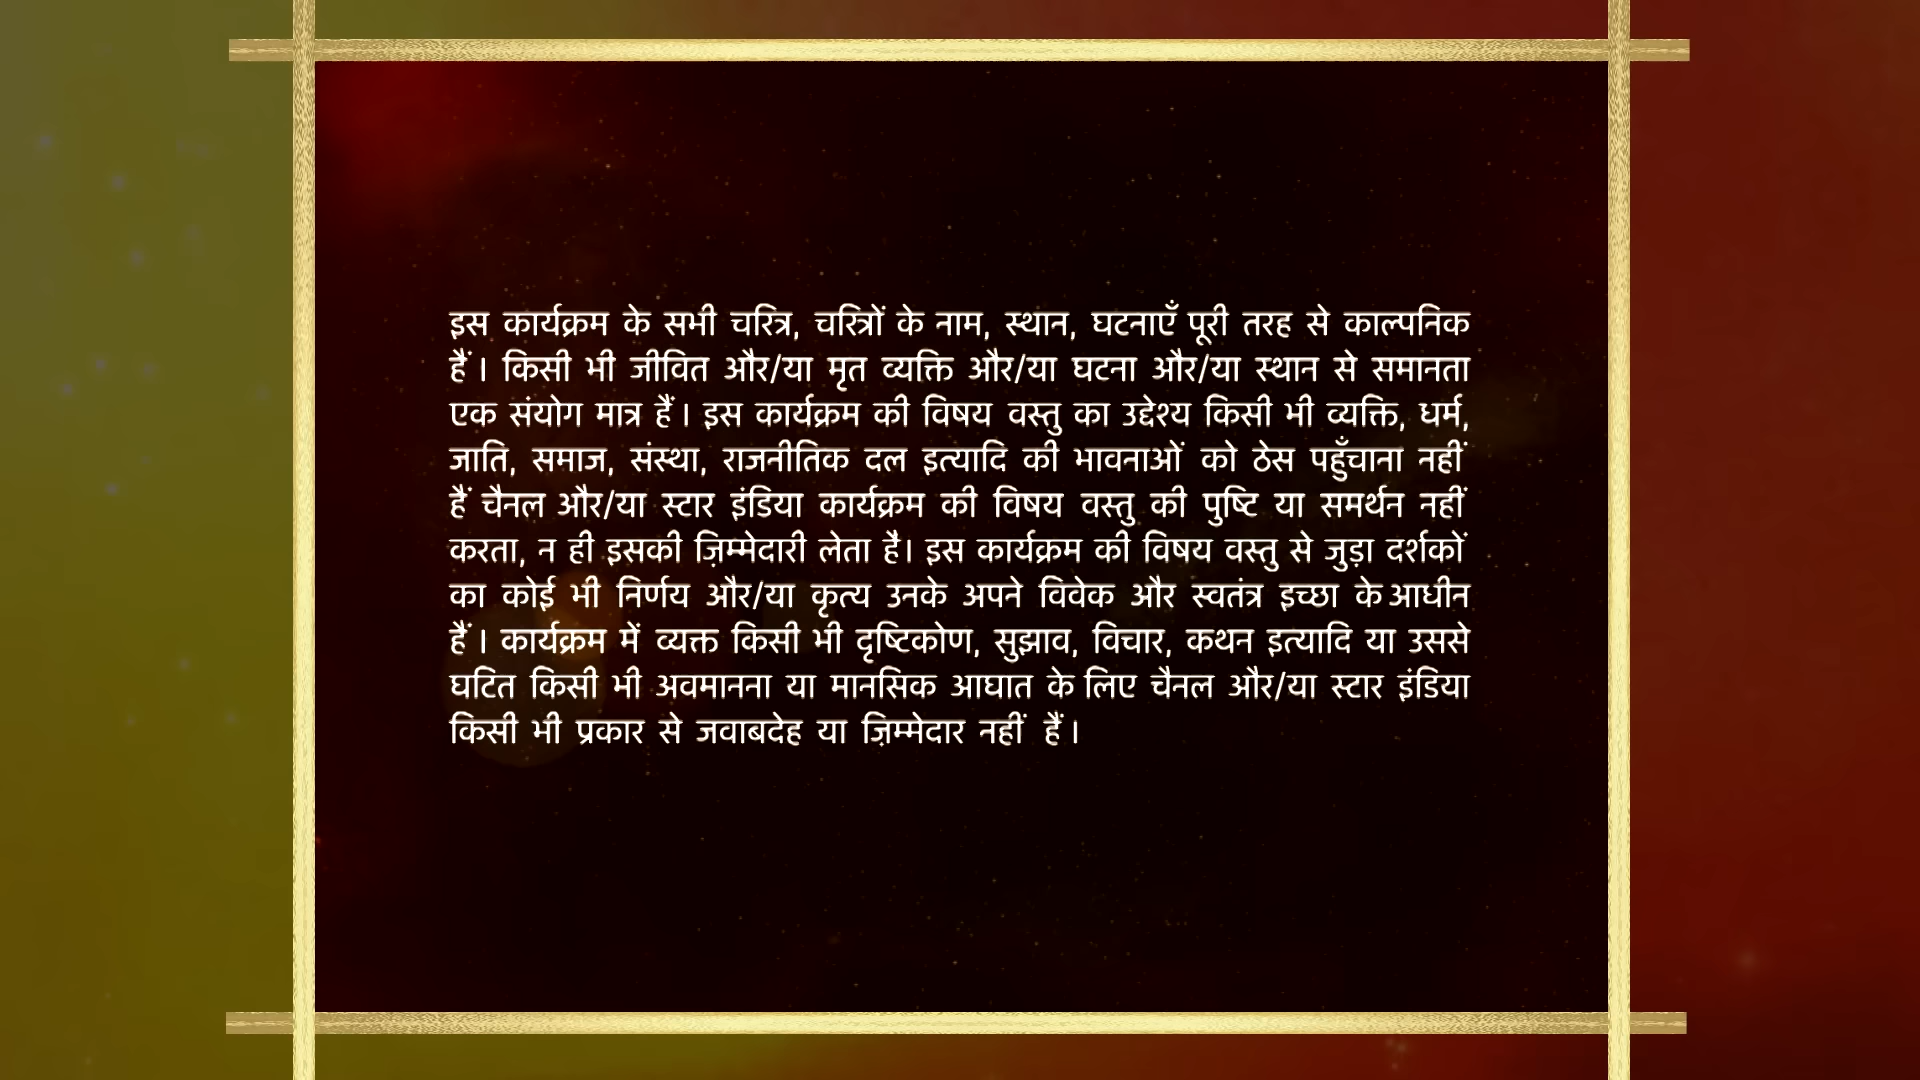 इस कार्यक्रम के सभी चरित्र, चरित्रों के नाम, स्थान, घटनाएँ पूरी तरह से काल्पनिक
हैं । किसी भी जीवित और/या मृत व्यक्ति और/या घटना और/या स्थान से समानता
एक संयोग मात्र हैं । इस कार्यक्रम की विषय वस्तु का उद्देश्य किसी भी व्यक्ति, धर्म,
जाति, समाज, संस्था, राजनीतिक दल इत्यादि की भावनाओं को ठेस पहुँचाना नहीं
हैं चैनल और/या स्टार इंडिया कार्यक्रम की विषय वस्तु की पुष्टि या समर्थन नहीं
करता, न ही इसकी ज़िम्मेदारी लेता है। इस कार्यक्रम की विषय वस्तु से जुड़ा दर्शकों
का कोई भी निर्णय और/या कृत्य उनके अपने विवेक और स्वतंत्र इच्छा के आधीन
हैं । कार्यक्रम में व्यक्त किसी भी दृष्टिकोण, सुझाव, विचार, कथन इत्यादि या उससे
घटित किसी भी अवमानना या मानसिक आघात के लिए चैनल और/या स्टार इंडिया
किसी भी प्रकार से जवाबदेह या ज़िम्मेदार नहीं हैं ।